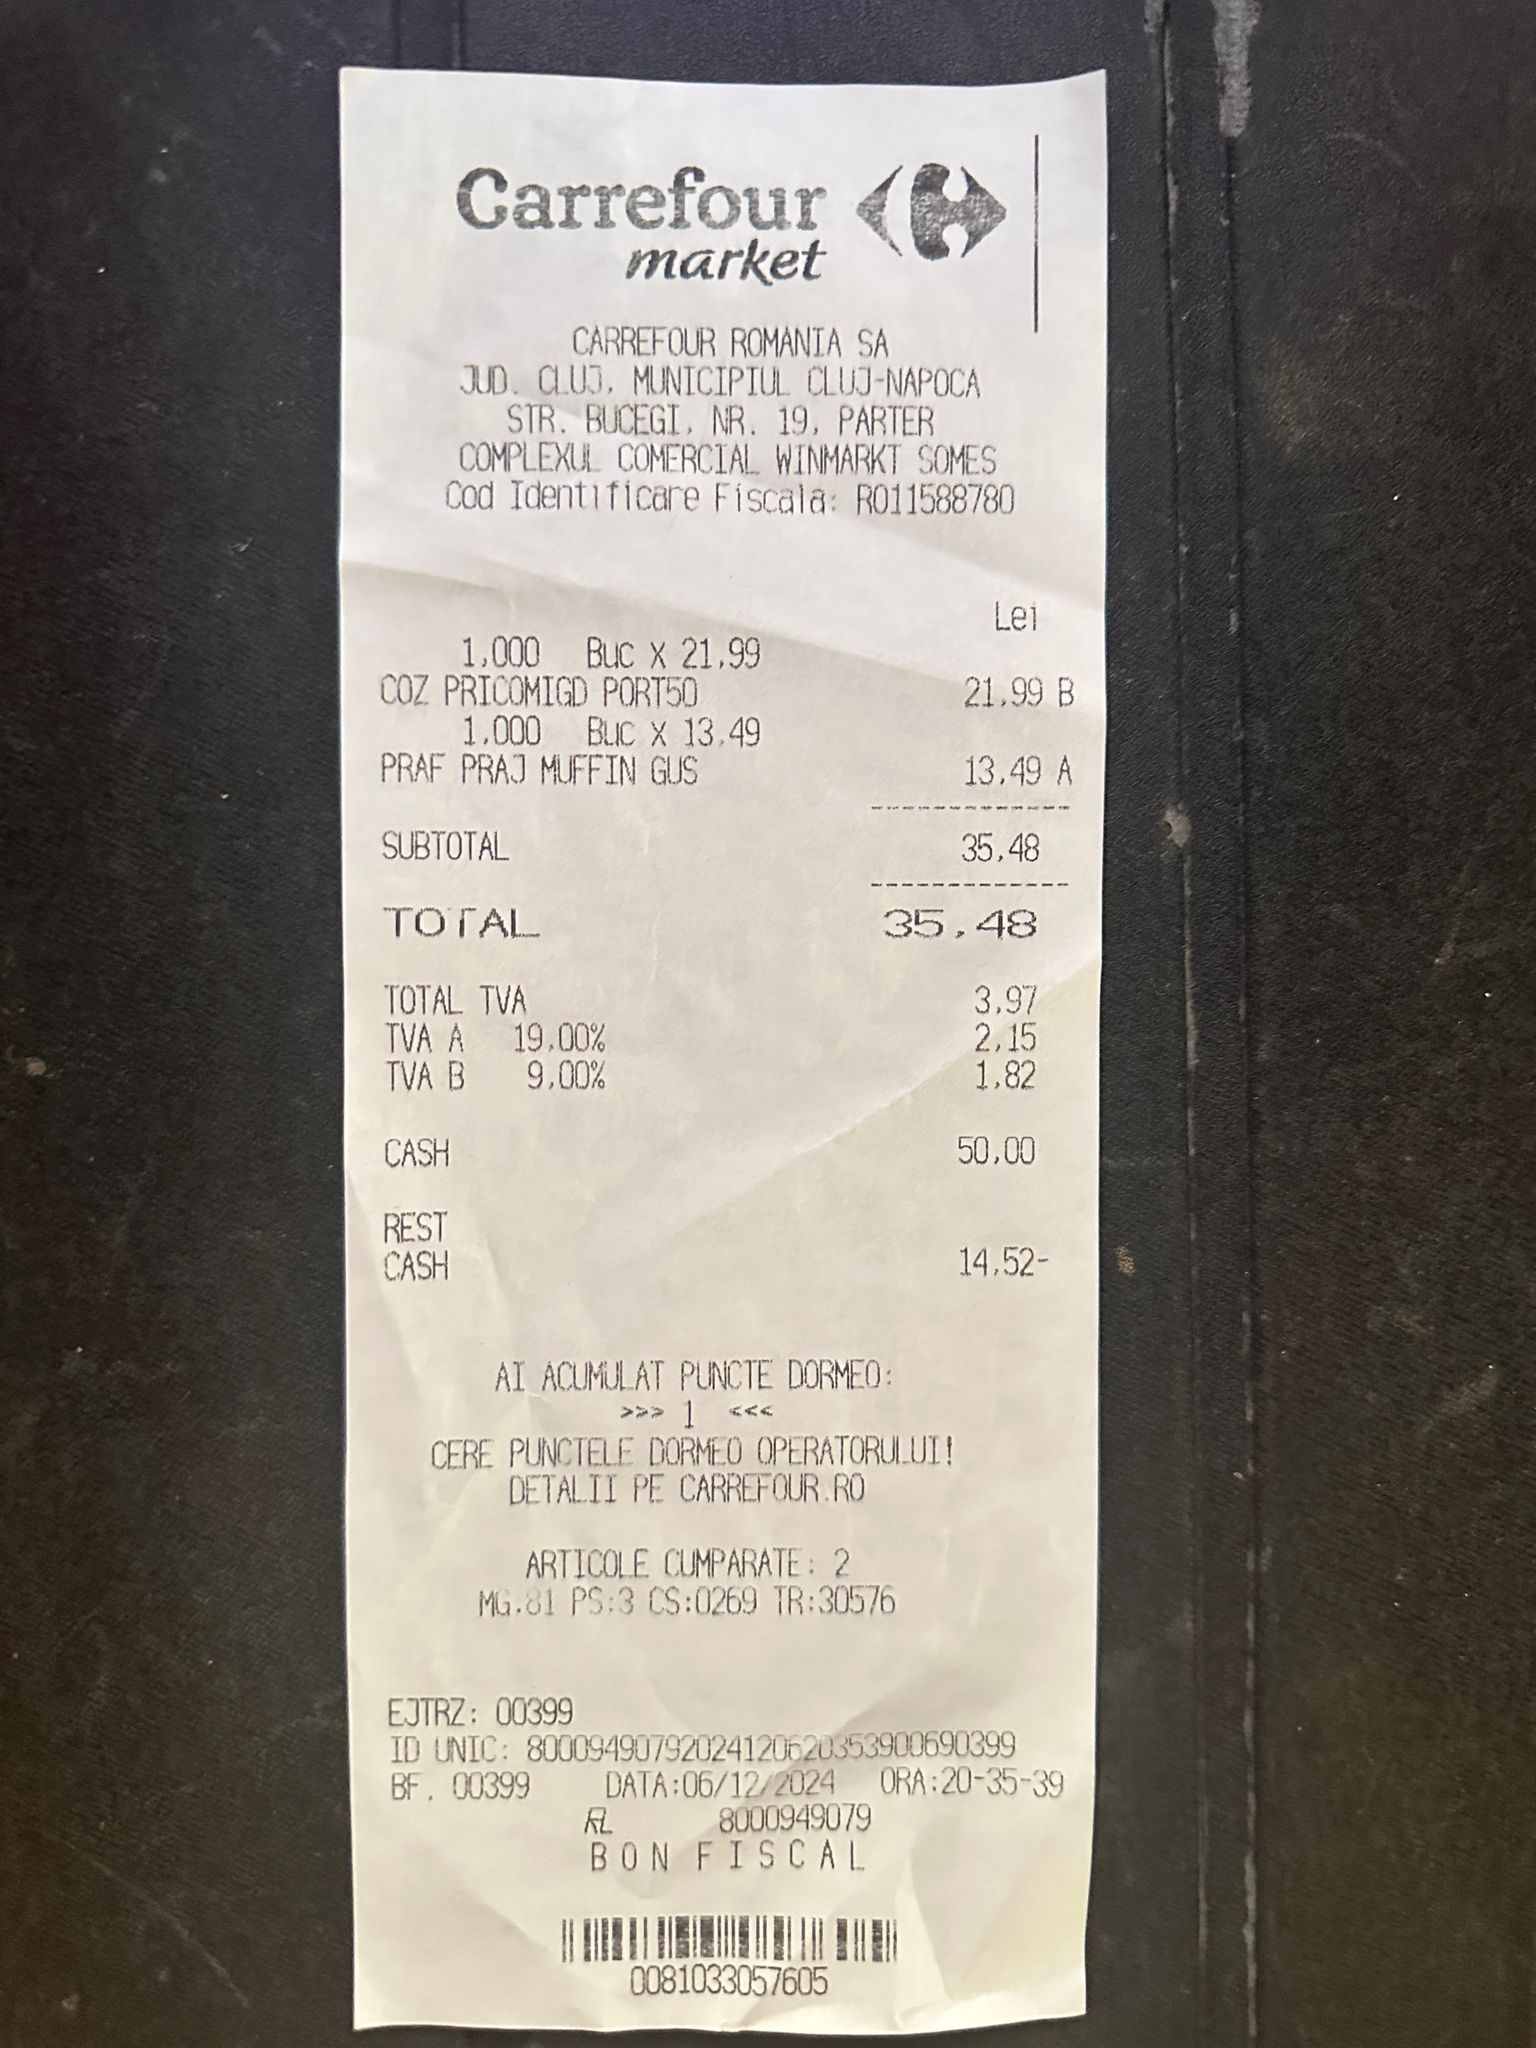 Carrefour
market
CARREFOUR ROMANIA SA
JUD. CLUJ, MUNICIPIUL CLUJ-NAPOCA
STR. BUCEGI, NR. 19, PARTER
COMPLEXUL COMERCIAL WINMARKT SOMES
Cod Identificare Fiscala: RO11588780
Lei
1,000 Buc X 21,99
COZ PRICOMIGD PORT50 21,99 B
1,000 Buc X 13,49
PRAF PRAJ MUFFIN GUS 13,49 A
------------
SUBTOTAL 35,48
------------
TOTAL 35,48
TOTAL TVA 3,97
TVA A 19,00% 2,15
TVA B 9,00% 1,82
CASH 50,00
REST
CASH 14,52-
AI ACUMULAT PUNCTE DORMEO:
>>> 1 <<<
CERE PUNCTELE DORMEO OPERATORULUI!
DETALII PE CARREFOUR.RO
ARTICOLE CUMPARATE: 2
MG.81 PS:3 CS:0269 TR:30576
EJTRZ: 00399
ID UNIC: 8000949079202412062035390​0690399
BF. 00399 DATA:06/12/2024 ORA:20-35-39
RL 8000949079
BON FISCAL
0081033057605